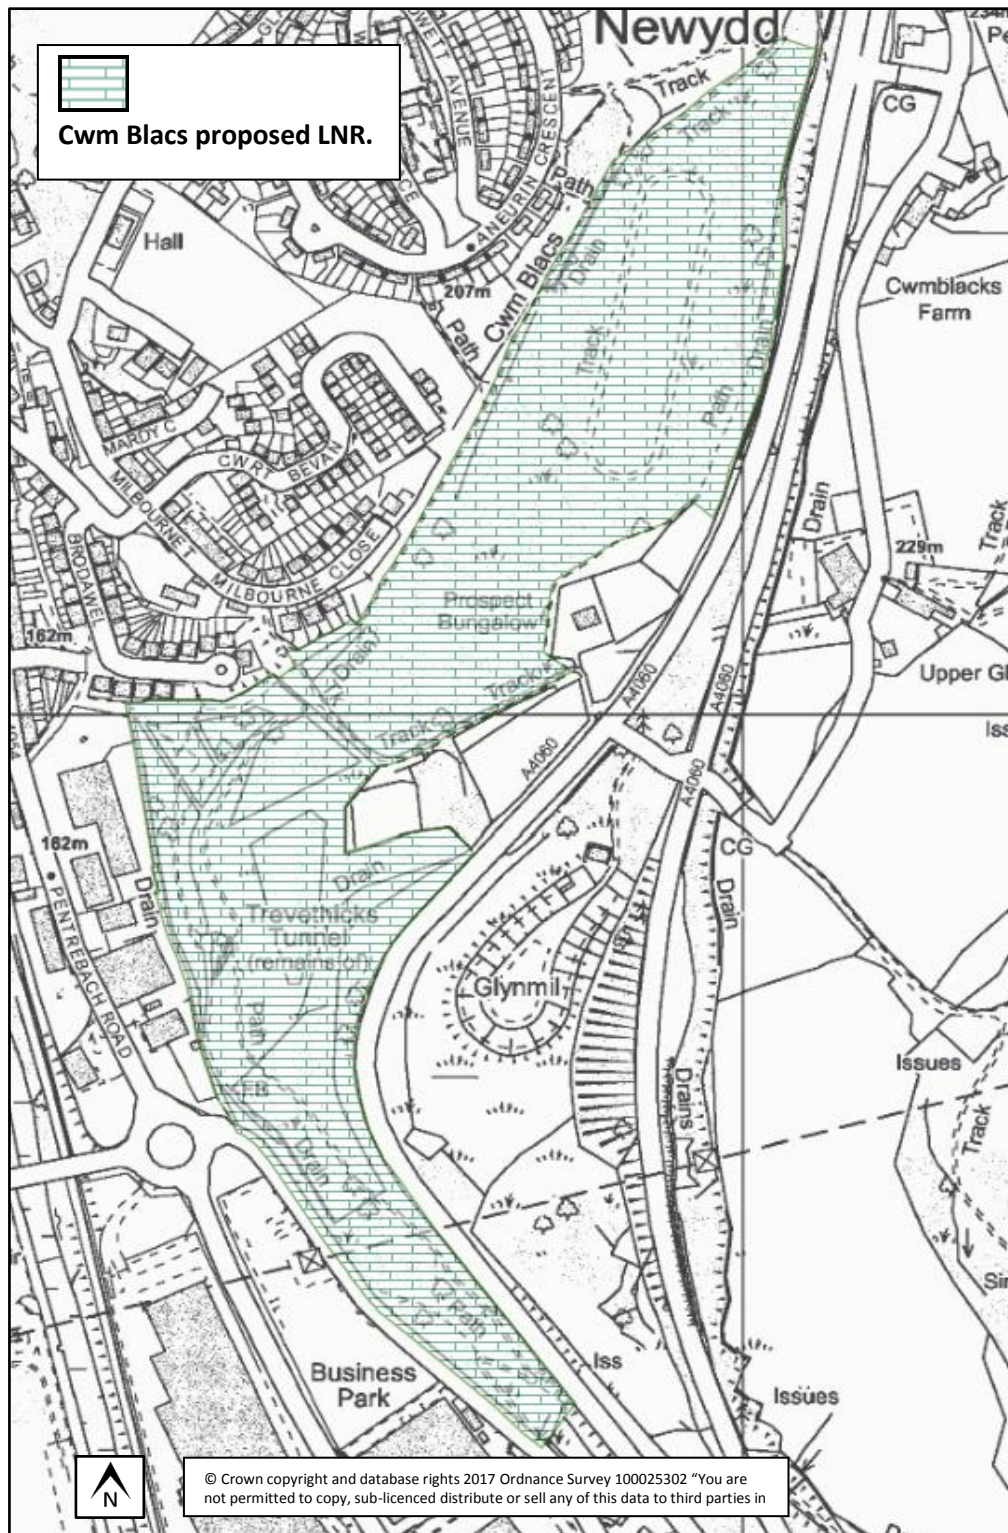 Newydd
Cwm Blacs proposed LNR.
AVENUE
ANEURIN CRESCENT
Track
Track
CG
Path
Hall
Cwm Blacs
Drain
207m
Path
Track
Drain
Path
Cwmblacks
Farm
MARDY C
CWRT BEVAN
MILBOURNE T
MILBOURNE CLOSE
BRODAWEL
Drain
Track
229m
Prospect
Bungalow
162m
Drain
Track
A4060
A4060
Upper Gl
Iss
Track
A4060
A4060
162m
CG
Drain
Drain
Drain
PENTREBACH ROAD
Trevethicks
Tunnel
(remains of)
Glynmil
Path
Issues
FB
Drains
Track
Drain
Path
Iss
Business
Park
Issues
N
© Crown copyright and database rights 2017 Ordnance Survey 100025302 “You are
not permitted to copy, sub-licenced distribute or sell any of this data to third parties in